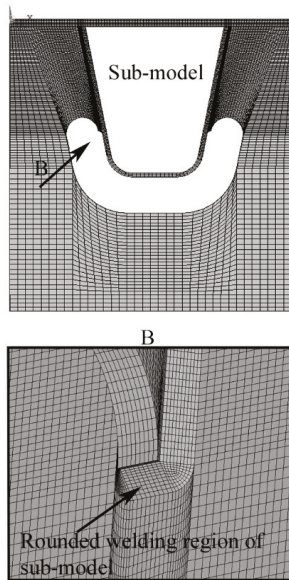 X
Sub-model
B
B
Rounded welding region of
sub-model